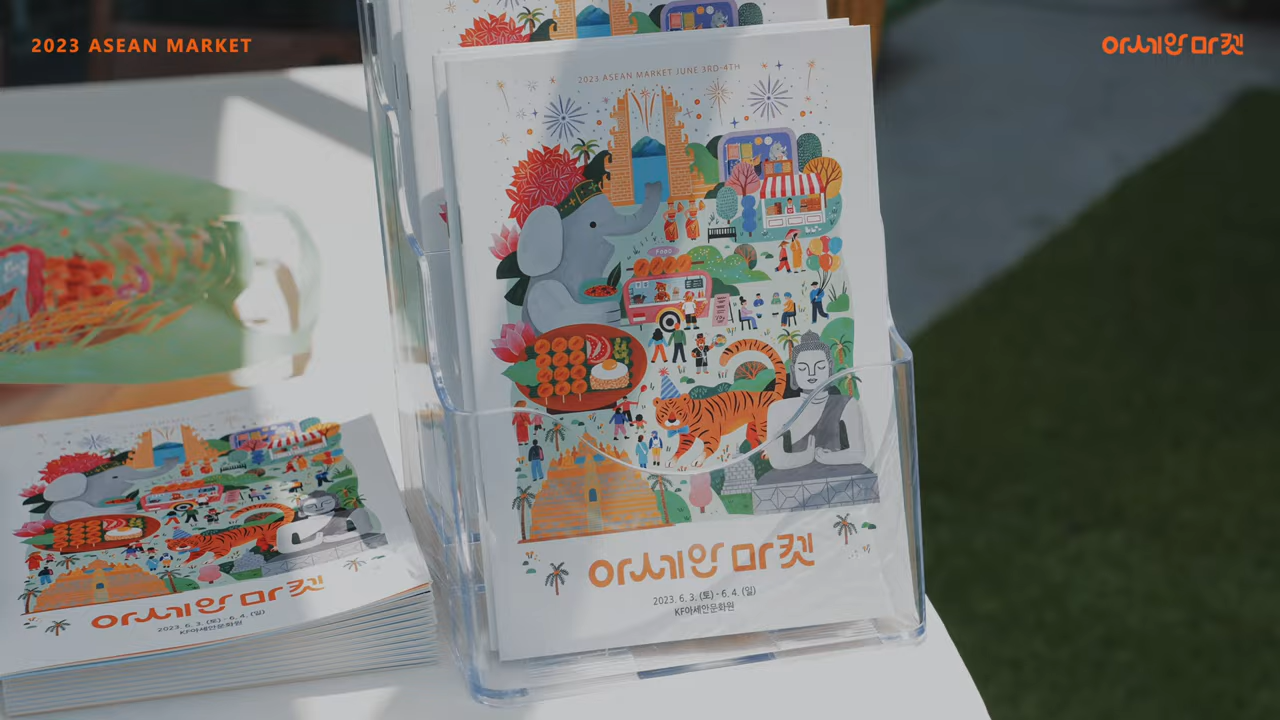 2023 ASEAN MARKET
아세안 마켓
2023 ASEAN MARKET JUNE 3RD-4TH
FOOD
아세안 마켓
2023. 6. 3. (토) - 6. 4. (일)
KF아세안문화원
아세안 마켓
2023. 6. 3. (토) - 6. 4. (일)
KF아세안문화원